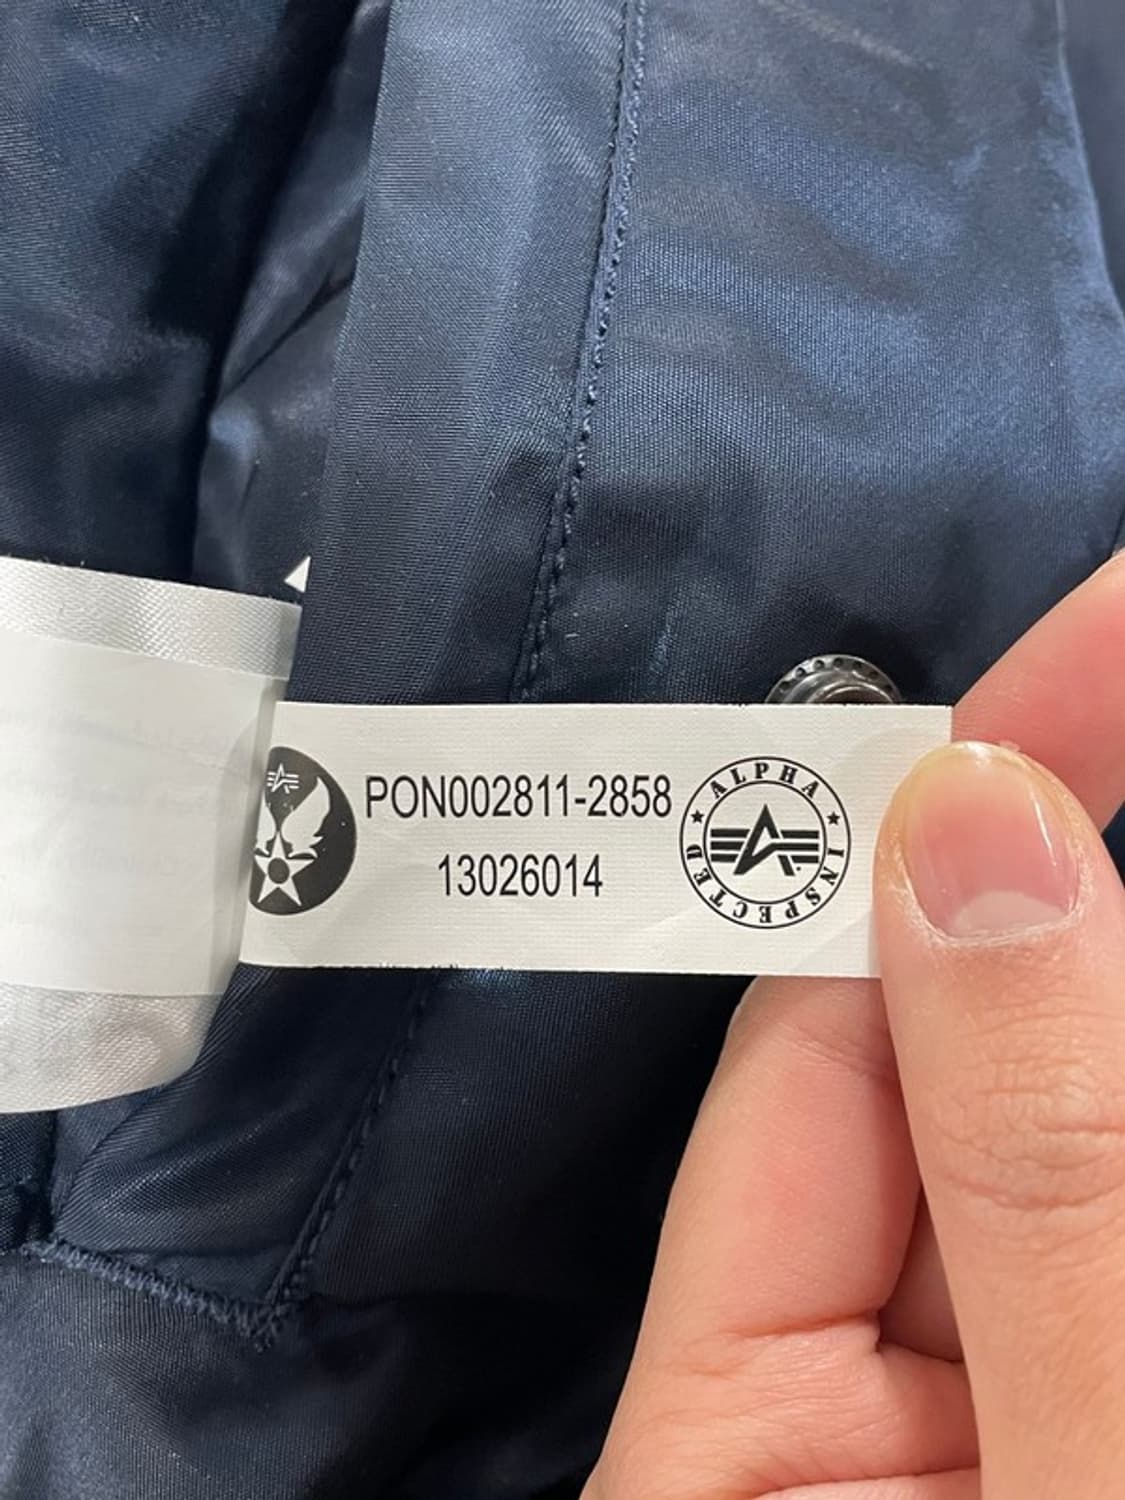 PON002811-2858
13026014
ALPHA
INSPECTED